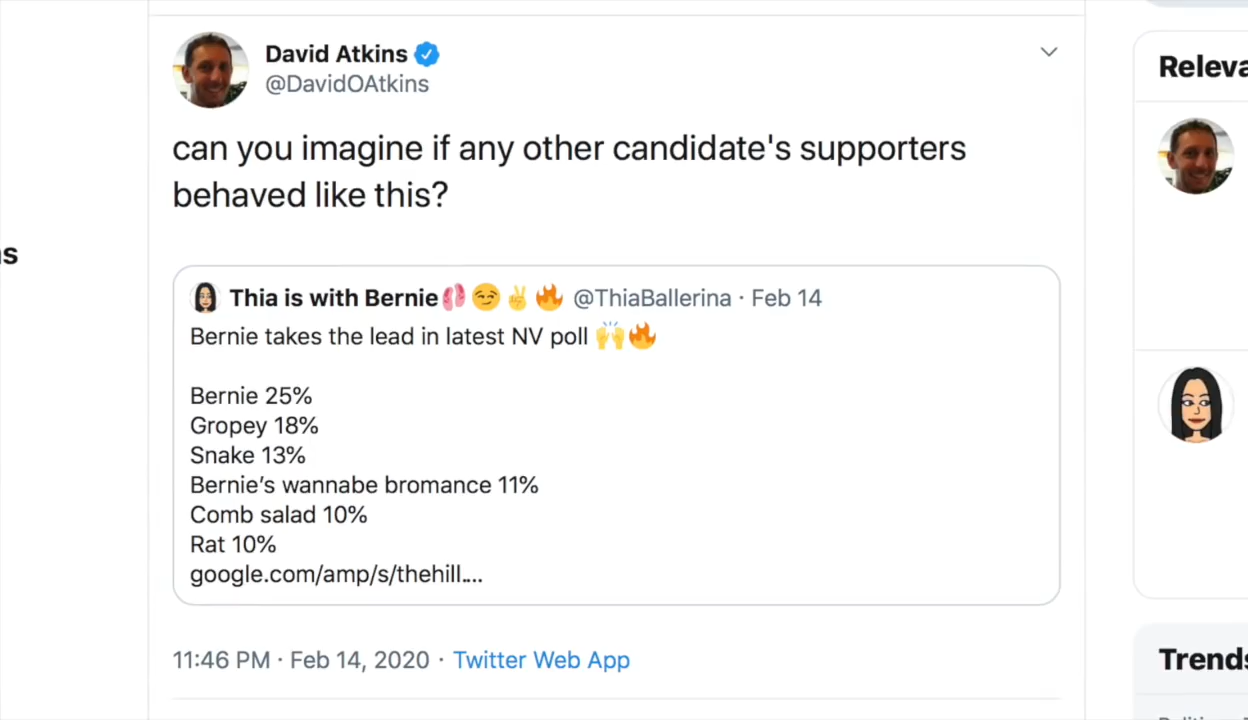 David Atkins
@DavidOAtkins
can you imagine if any other candidate's supporters
behaved like this?
Thia is with Bernie🫁😏✌️🔥 @ThiaBallerina · Feb 14
Bernie takes the lead in latest NV poll 🙌🔥
Bernie 25%
Gropey 18%
Snake 13%
Bernie’s wannabe bromance 11%
Comb salad 10%
Rat 10%
google.com/amp/s/thehill....
11:46 PM · Feb 14, 2020 · Twitter Web App